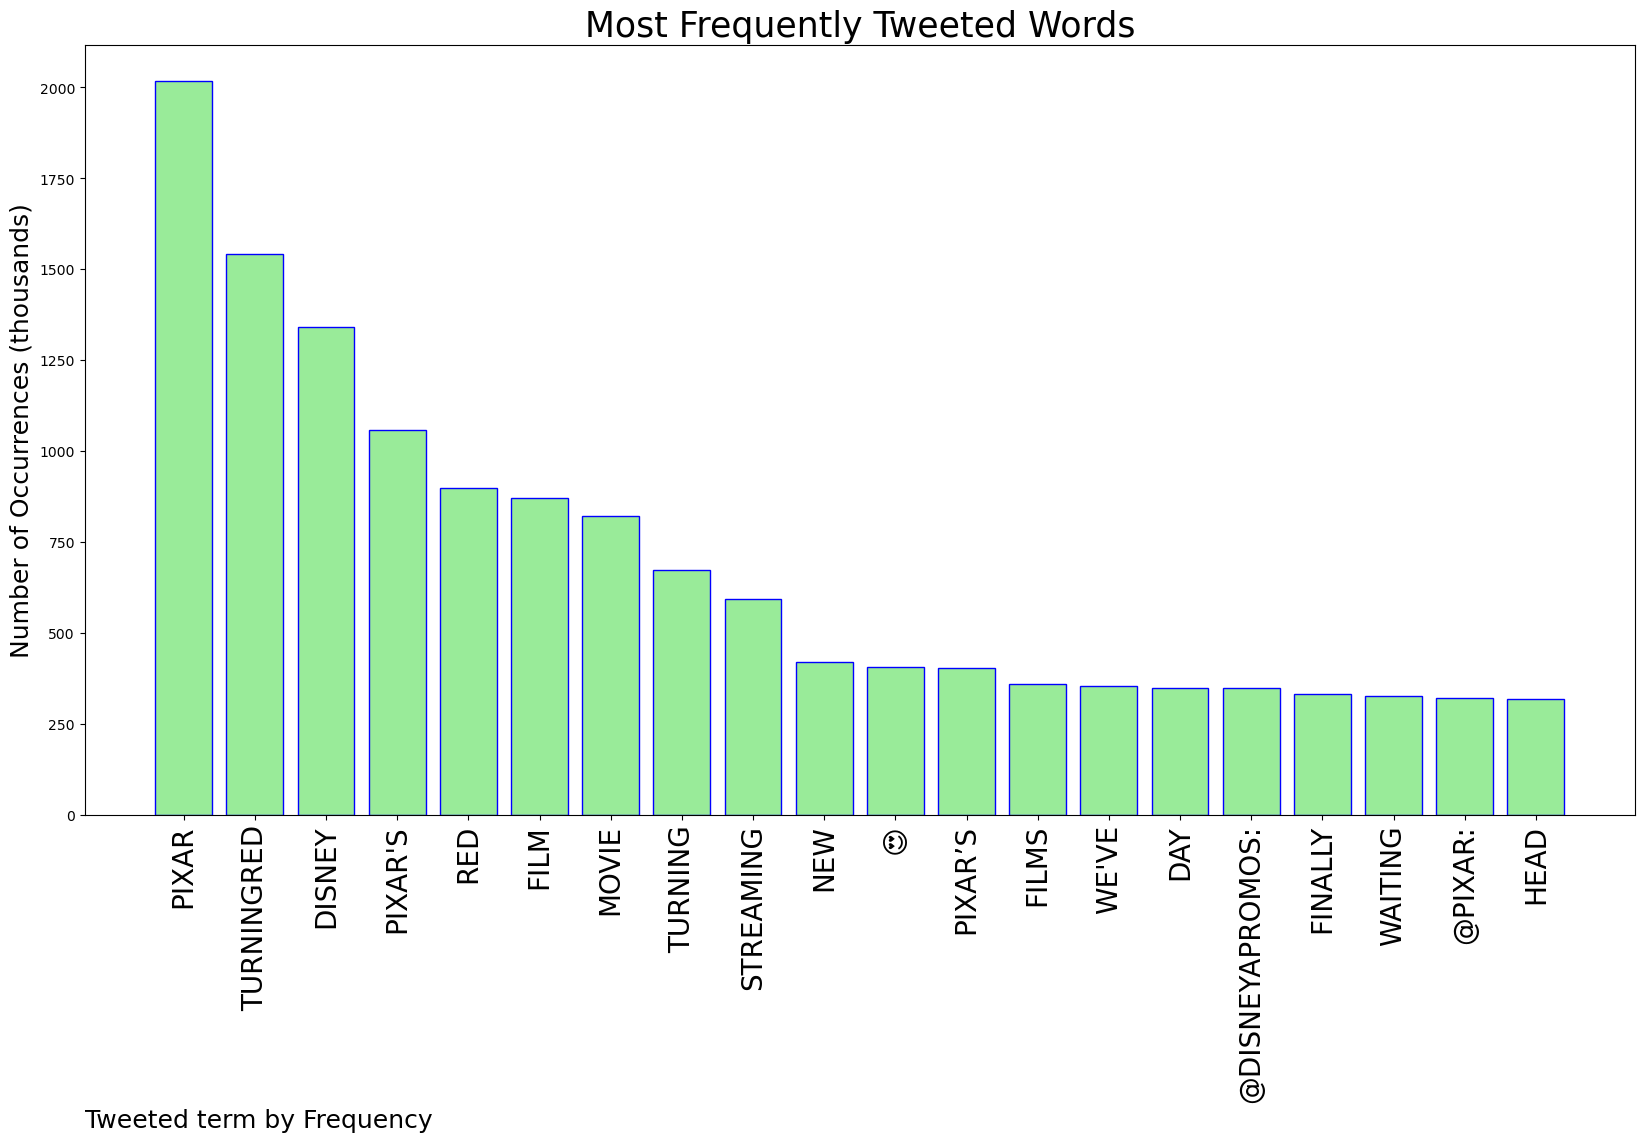 Most Frequently Tweeted Words
Number of Occurrences (thousands)
2000
1750
1500
1250
1000
750
500
250
0
PIXAR
TURNINGRED
DISNEY
PIXAR'S
RED
FILM
MOVIE
TURNING
STREAMING
NEW
😍
PIXAR’S
FILMS
WE'VE
DAY
@DISNEYAPROMOS:
FINALLY
WAITING
@PIXAR:
HEAD
Tweeted term by Frequency